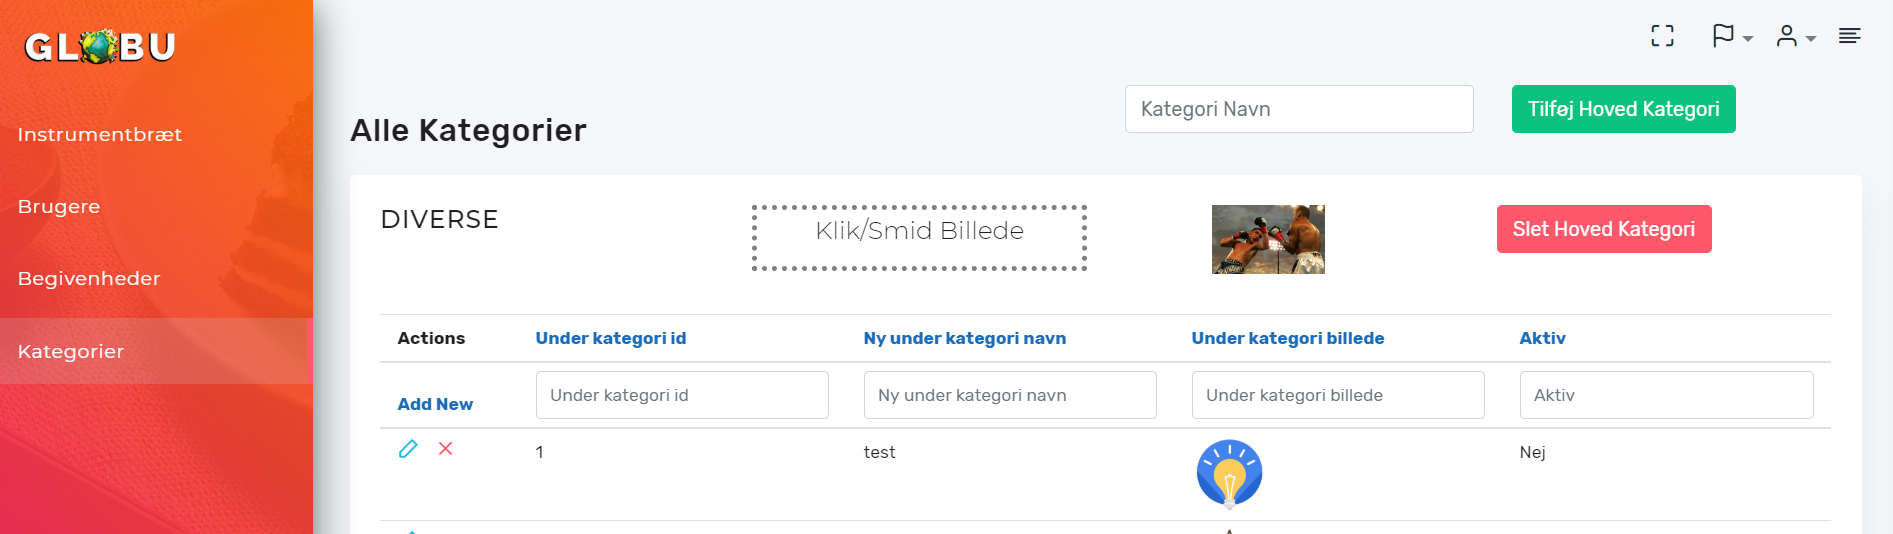 GLOBU
Instrumentbræt
Brugere
Begivenheder
Kategorier
Alle Kategorier
Kategori Navn
Tilføj Hoved Kategori
DIVERSE
Klik/Smid Billede
Slet Hoved Kategori
Actions Under kategori id Ny under kategori navn Under kategori billede Aktiv
Add New Under kategori id Ny under kategori navn Under kategori billede Aktiv
1 test Nej